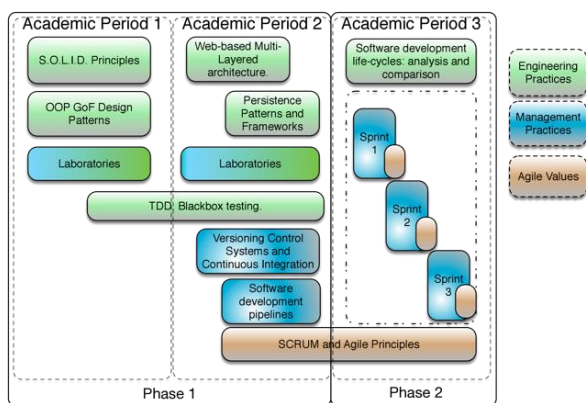 Academic Period 1
S.O.L.I.D. Principles
OOP GoF Design
Patterns
Laboratories
Academic Period 2
Web-based Multi-
Layered
architecture.
Persistence
Patterns and
Frameworks
Laboratories
TDD. Blackbox testing.
Versioning Control
Systems and
Continuous Integration
Software
development
pipelines
Academic Period 3
Software development
life-cycles: analysis and
comparison
Sprint
1
Sprint
2
Sprint
3
SCRUM and Agile Principles
Phase 1
Phase 2
Engineering
Practices
Management
Practices
Agile Values